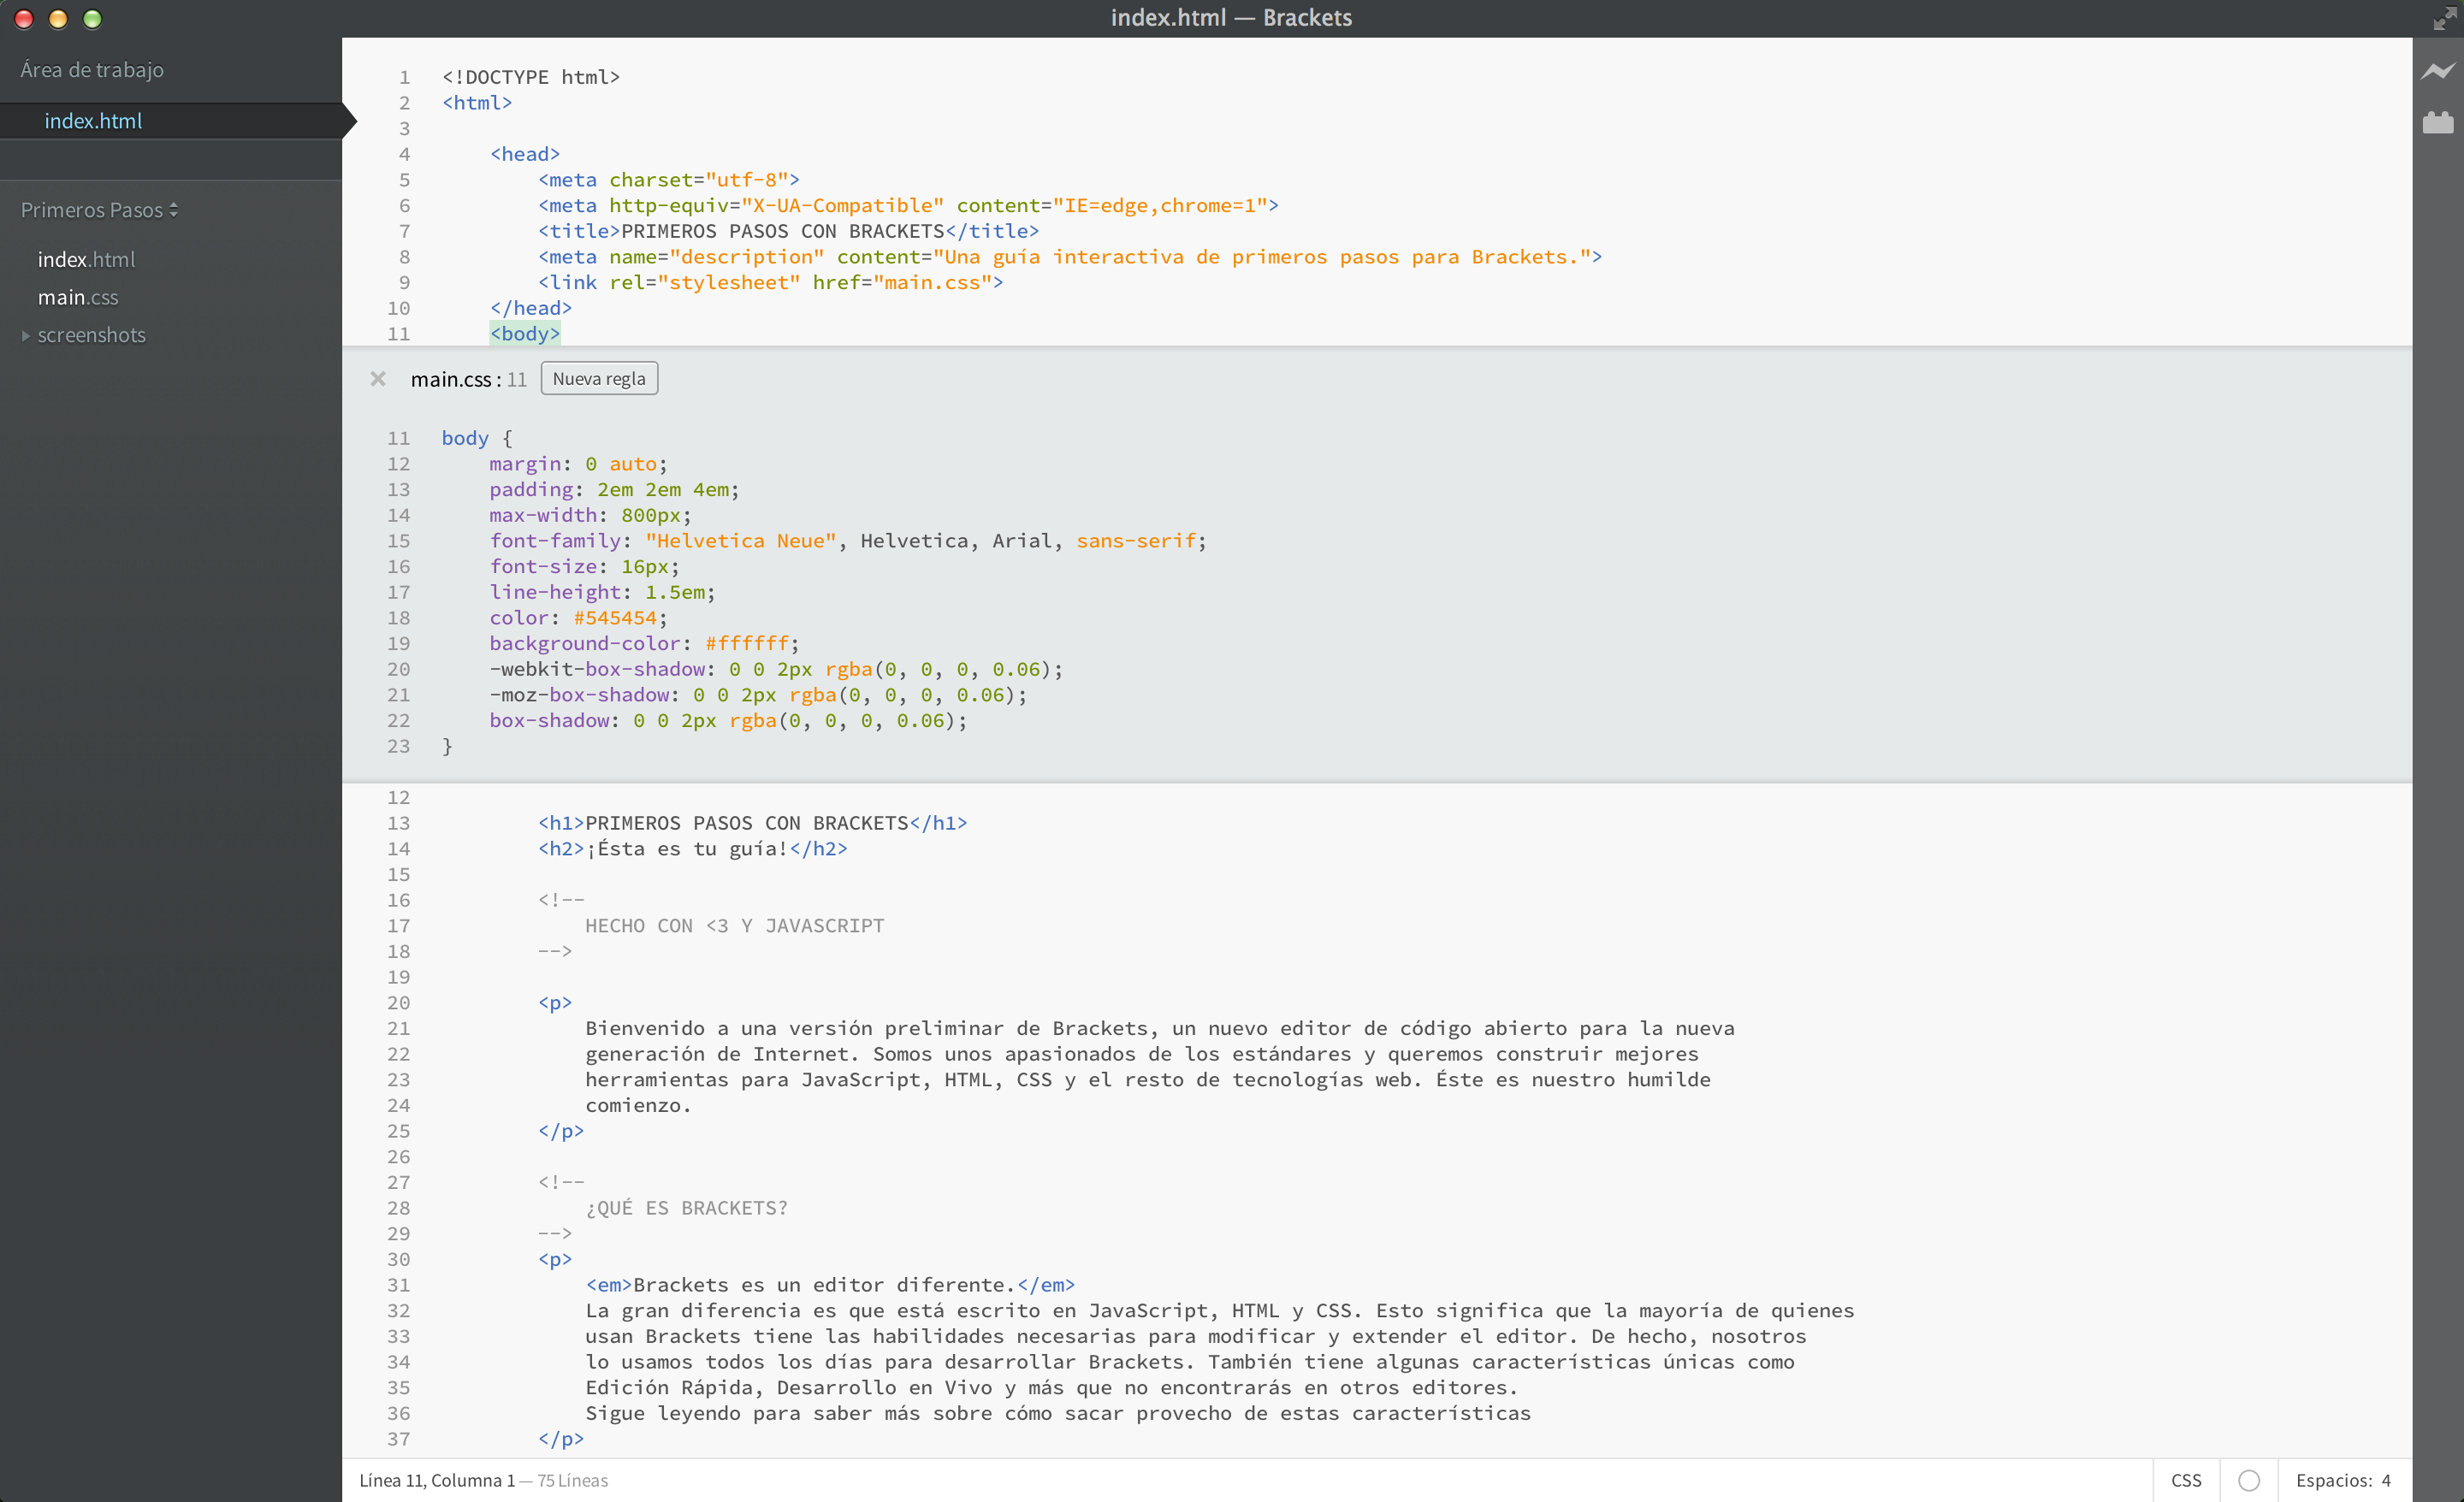 index.html — Brackets
Área de trabajo
index.html
Primeros Pasos
index.html
main.css
screenshots
1 <!DOCTYPE html>
2 <html>
3
4 <head>
5 <meta charset="utf-8">
6 <meta http-equiv="X-UA-Compatible" content="IE=edge,chrome=1">
7 <title>PRIMEROS PASOS CON BRACKETS</title>
8 <meta name="description" content="Una guía interactiva de primeros pasos para Brackets.">
9 <link rel="stylesheet" href="main.css">
10 </head>
11 <body>
main.css : 11 Nueva regla
11 body {
12 margin: 0 auto;
13 padding: 2em 2em 4em;
14 max-width: 800px;
15 font-family: "Helvetica Neue", Helvetica, Arial, sans-serif;
16 font-size: 16px;
17 line-height: 1.5em;
18 color: #545454;
19 background-color: #ffffff;
20 -webkit-box-shadow: 0 0 2px rgba(0, 0, 0, 0.06);
21 -moz-box-shadow: 0 0 2px rgba(0, 0, 0, 0.06);
22 box-shadow: 0 0 2px rgba(0, 0, 0, 0.06);
23 }
12
13 <h1>PRIMEROS PASOS CON BRACKETS</h1>
14 <h2>¡Ésta es tu guía!</h2>
15
16 <!--
17 HECHO CON <3 Y JAVASCRIPT
18 -->
19
20 <p>
21 Bienvenido a una versión preliminar de Brackets, un nuevo editor de código abierto para la nueva
22 generación de Internet. Somos unos apasionados de los estándares y queremos construir mejores
23 herramientas para JavaScript, HTML, CSS y el resto de tecnologías web. Éste es nuestro humilde
24 comienzo.
25 </p>
26
27 <!--
28 ¿QUÉ ES BRACKETS?
29 -->
30 <p>
31 <em>Brackets es un editor diferente.</em>
32 La gran diferencia es que está escrito en JavaScript, HTML y CSS. Esto significa que la mayoría de quienes
33 usan Brackets tiene las habilidades necesarias para modificar y extender el editor. De hecho, nosotros
34 lo usamos todos los días para desarrollar Brackets. También tiene algunas características únicas como
35 Edición Rápida, Desarrollo en Vivo y más que no encontrarás en otros editores.
36 Sigue leyendo para saber más sobre cómo sacar provecho de estas características
37 </p>
Línea 11, Columna 1 — 75 Líneas
CSS
Espacios: 4